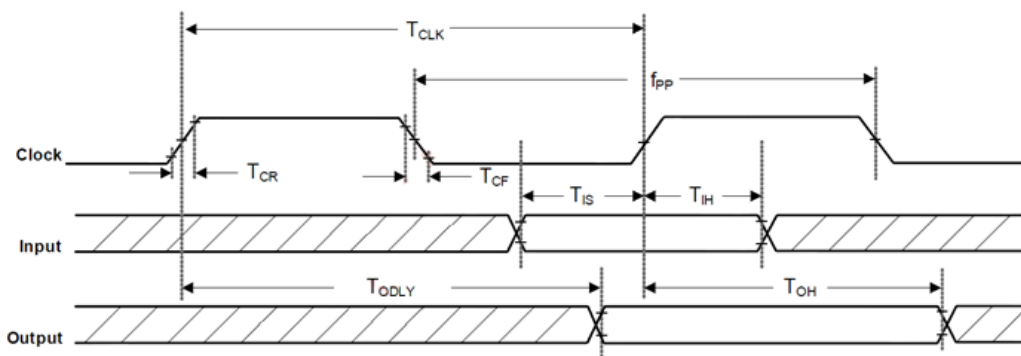 TCLK
fPP
Clock
TCR
TCF
TIS
TIH
Input
TODLY
TOH
Output